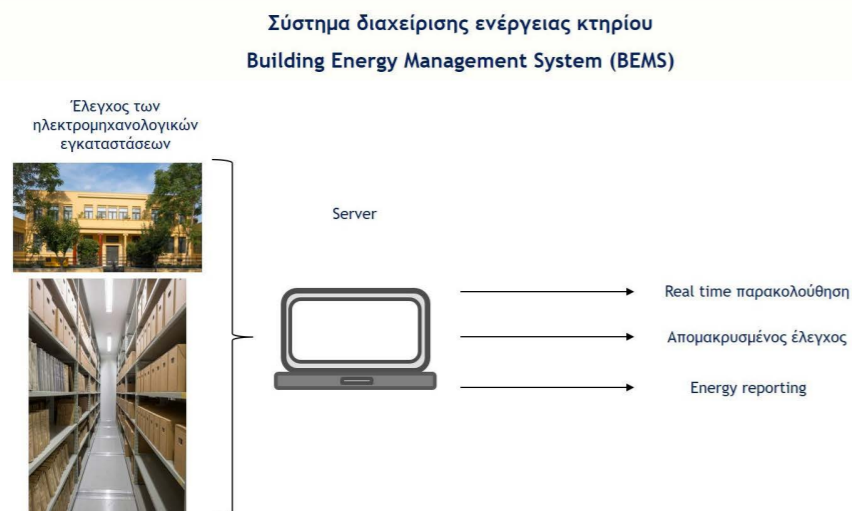 Σύστημα διαχείρισης ενέργειας κτηρίου
Building Energy Management System (BEMS)
Έλεγχος των
ηλεκτρομηχανολογικών
εγκαταστάσεων
Server
Real time παρακολούθηση
Απομακρυσμένος έλεγχος
Energy reporting